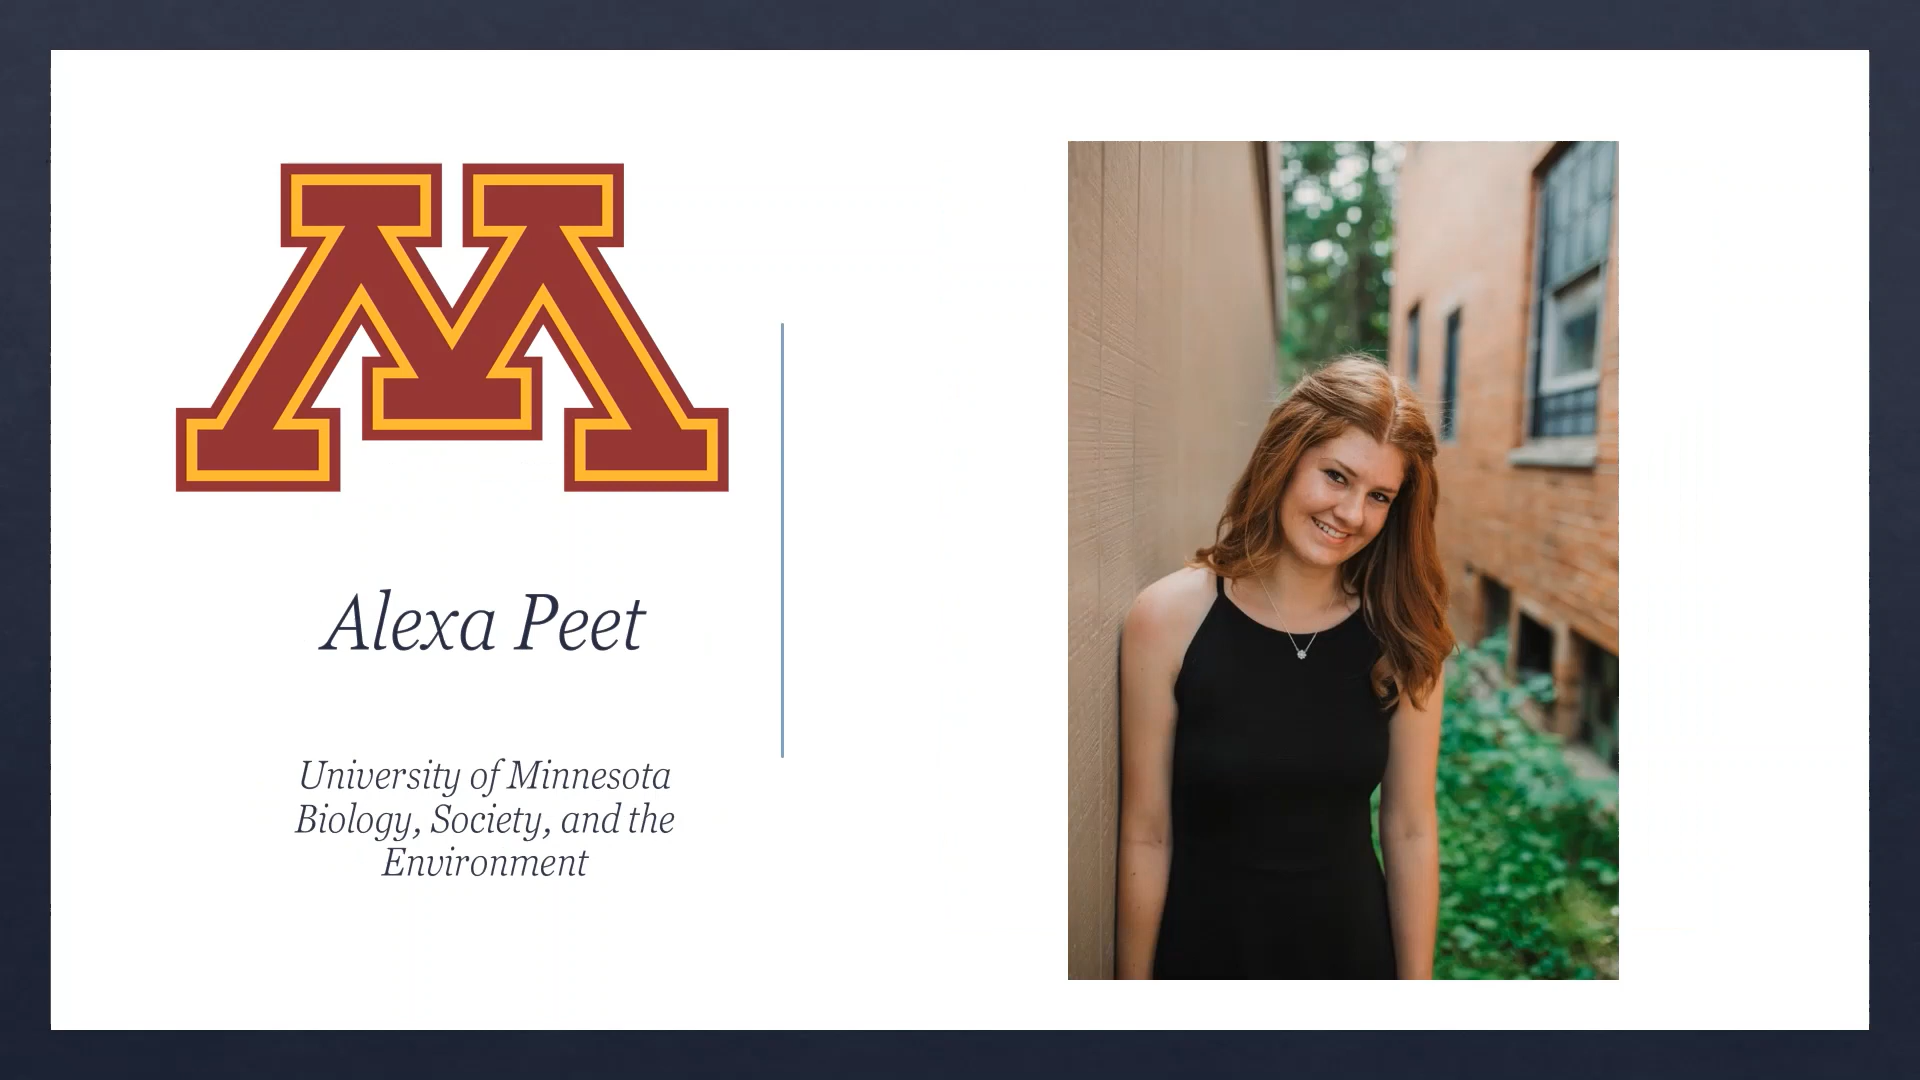 M
Alexa Peet
University of Minnesota
Biology, Society, and the
Environment